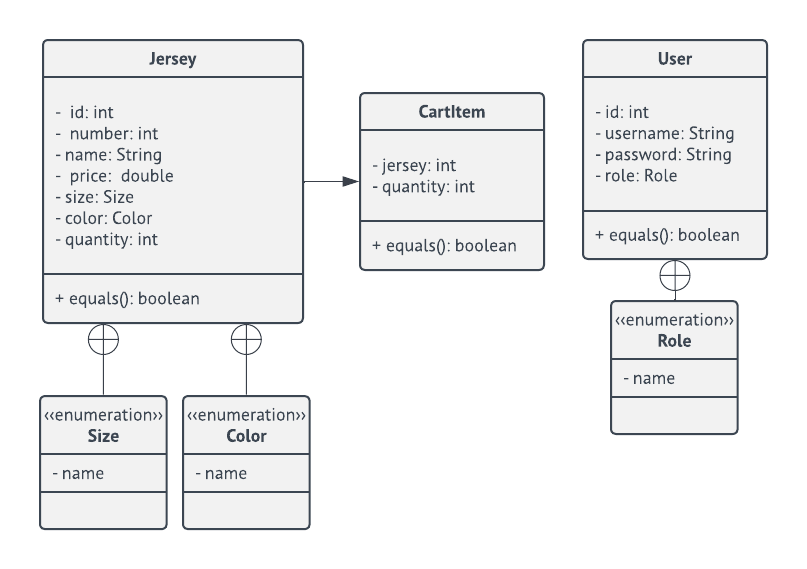 Jersey
- id: int
- number: int
- name: String
- price: double
- size: Size
- color: Color
- quantity: int
+ equals(): boolean
CartItem
- jersey: int
- quantity: int
+ equals(): boolean
User
- id: int
- username: String
- password: String
- role: Role
+ equals(): boolean
‹‹enumeration››
Role
- name
‹‹enumeration››
Size
- name
‹‹enumeration››
Color
- name